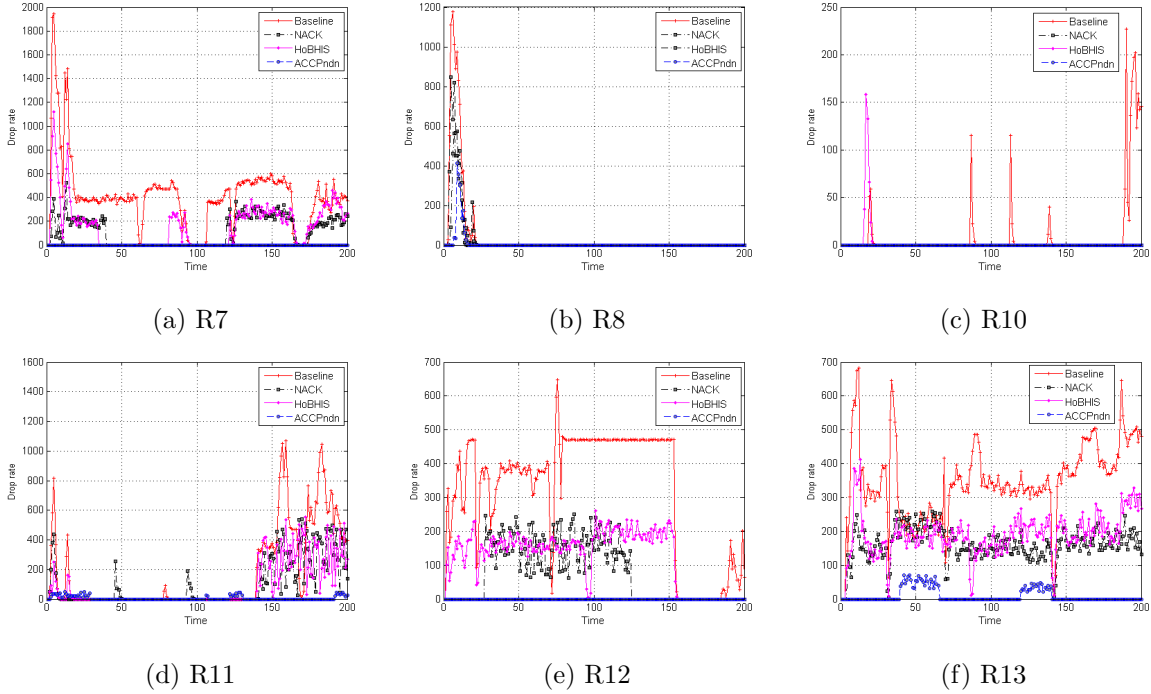 2000
1800
1600
1400
1200
1000
800
600
400
200
0
Drop rate
0 50 100 150 200
Time
Baseline
NACK
HoBHIS
ACCPndn
(a) R7
1200
1000
800
600
400
200
0
Drop rate
0 50 100 150 200
Time
Baseline
NACK
HoBHIS
ACCPndn
(b) R8
250
200
150
100
50
0
Drop rate
0 50 100 150 200
Time
Baseline
NACK
HoBHIS
ACCPndn
(c) R10
1600
1400
1200
1000
800
600
400
200
0
Drop rate
0 50 100 150 200
Time
Baseline
NACK
HoBHIS
ACCPndn
(d) R11
700
600
500
400
300
200
100
0
Drop rate
0 50 100 150 200
Time
Baseline
NACK
HoBHIS
ACCPndn
(e) R12
700
600
500
400
300
200
100
0
Drop rate
0 50 100 150 200
Time
Baseline
NACK
HoBHIS
ACCPndn
(f) R13